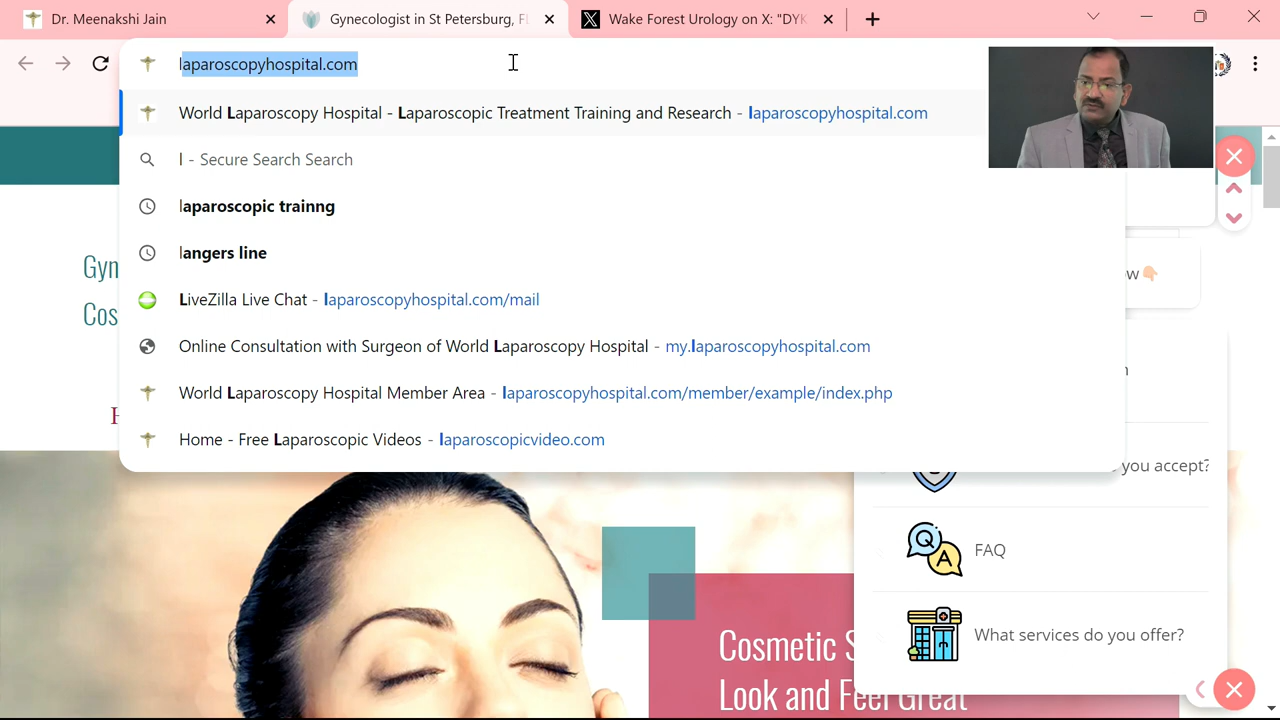 Dr. Meenakshi Jain
Gynecologist in St Petersburg, FL
Wake Forest Urology on X: "DYK
laparoscopyhospital.com
World Laparoscopy Hospital - Laparoscopic Treatment Training and Research - laparoscopyhospital.com
l - Secure Search Search
laparoscopic trainng
langers line
LiveZilla Live Chat - laparoscopyhospital.com/mail
Online Consultation with Surgeon of World Laparoscopy Hospital - my.laparoscopyhospital.com
World Laparoscopy Hospital Member Area - laparoscopyhospital.com/member/example/index.php
Home - Free Laparoscopic Videos - laparoscopicvideo.com
Gyn
Cos
H
ow👇🏻
you accept?
Q A
FAQ
What services do you offer?
Cosmetic S
Look and Feel Great